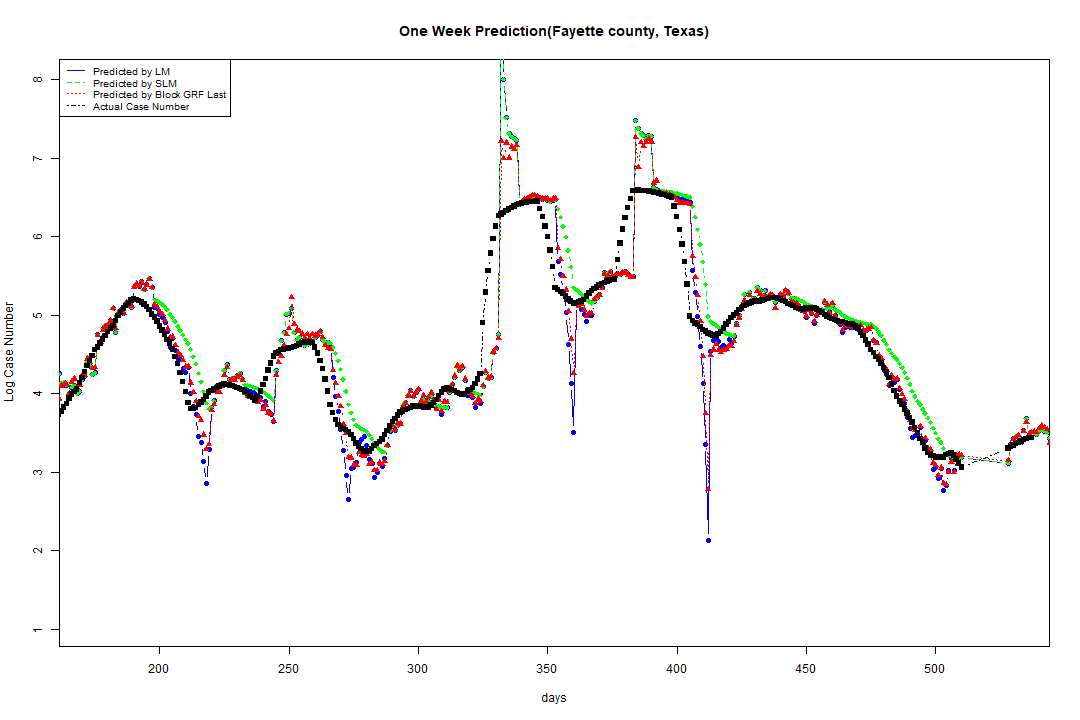 One Week Prediction(Fayette county, Texas)
Predicted by LM
Predicted by SLM
Predicted by Block GRF Last
Actual Case Number
Log Case Number
8
7
6
5
4
3
2
1
200 250 300 350 400 450 500
days